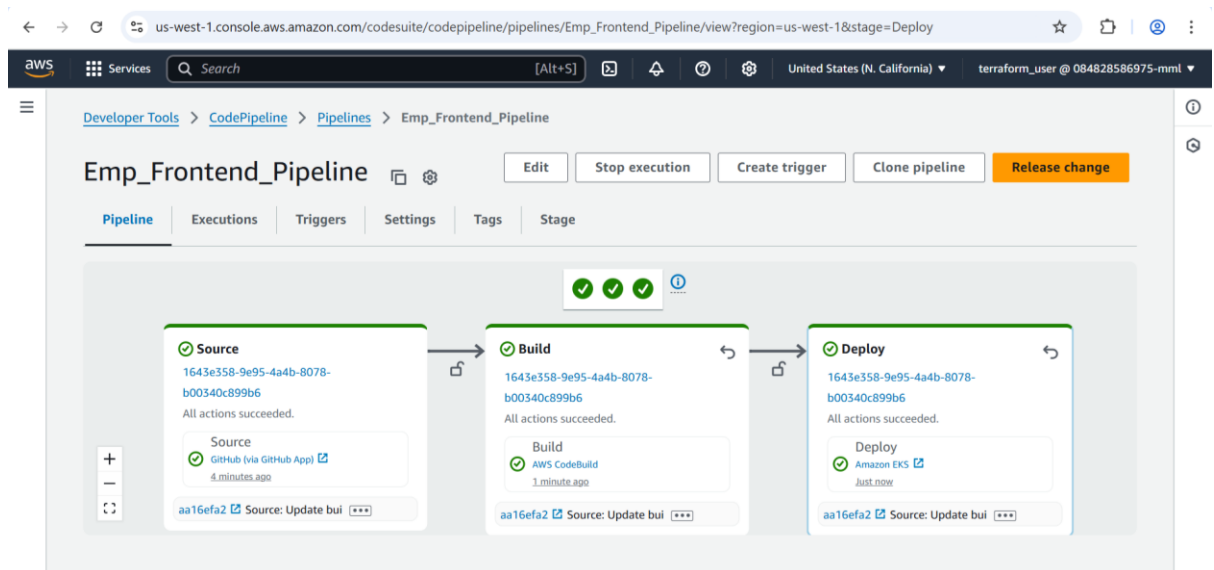 us-west-1.console.aws.amazon.com/codesuite/codepipeline/pipelines/Emp_Frontend_Pipeline/view?region=us-west-1&stage=Deploy
aws Services Search [Alt+S] United States (N. California) ▼ terraform_user @ 084828586975-mml ▼
Developer Tools > CodePipeline > Pipelines > Emp_Frontend_Pipeline
Emp_Frontend_Pipeline
Edit Stop execution Create trigger Clone pipeline Release change
Pipeline Executions Triggers Settings Tags Stage
Source
1643e358-9e95-4a4b-8078-
b00340c899b6
All actions succeeded.
Source
GitHub (via GitHub App)
4 minutes ago
aa16efa2 Source: Update bui
Build
1643e358-9e95-4a4b-8078-
b00340c899b6
All actions succeeded.
Build
AWS CodeBuild
1 minute ago
aa16efa2 Source: Update bui
Deploy
1643e358-9e95-4a4b-8078-
b00340c899b6
All actions succeeded.
Deploy
Amazon EKS
Just now
aa16efa2 Source: Update bui